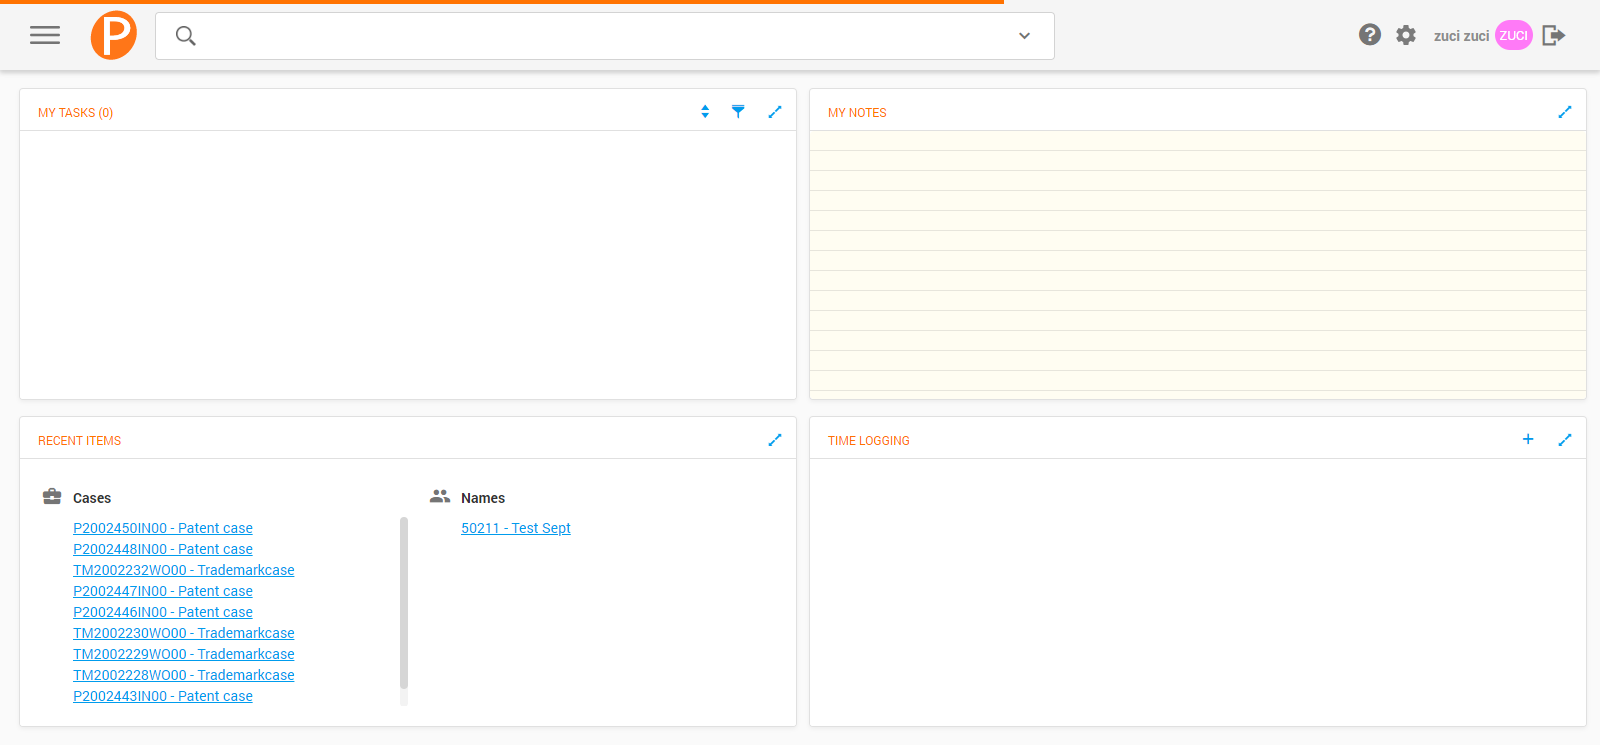 P
zuci zuci
ZUCI
MY TASKS (0)
MY NOTES
RECENT ITEMS
TIME LOGGING
Cases
P2002450IN00 - Patent case
P2002448IN00 - Patent case
TM2002232WO00 - Trademarkcase
P2002447IN00 - Patent case
P2002446IN00 - Patent case
TM2002230WO00 - Trademarkcase
TM2002229WO00 - Trademarkcase
TM2002228WO00 - Trademarkcase
P2002443IN00 - Patent case
Names
50211 - Test Sept